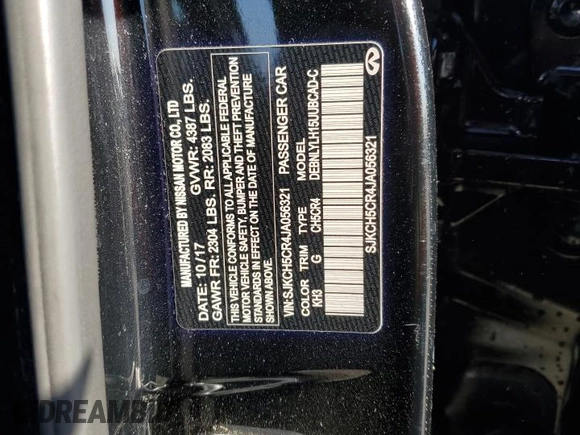 MANUFACTURED BY NISSAN MOTOR CO., LTD
DATE: 10/17 GVWR: 4387 LBS.
GAWR FR: 2304 LBS. RR: 2083 LBS.
THIS VEHICLE CONFORMS TO ALL APPLICABLE FEDERAL
MOTOR VEHICLE SAFETY, BUMPER AND THEFT PREVENTION
STANDARDS IN EFFECT ON THE DATE OF MANUFACTURE
SHOWN ABOVE.
VIN:SJKCH5CR4JA056321 PASSENGER CAR
COLOR TRIM TYPE MODEL
KH3 G CH5CR4 DEBNLYLH15UUBCAD-C
SJKCH5CR4JA056321